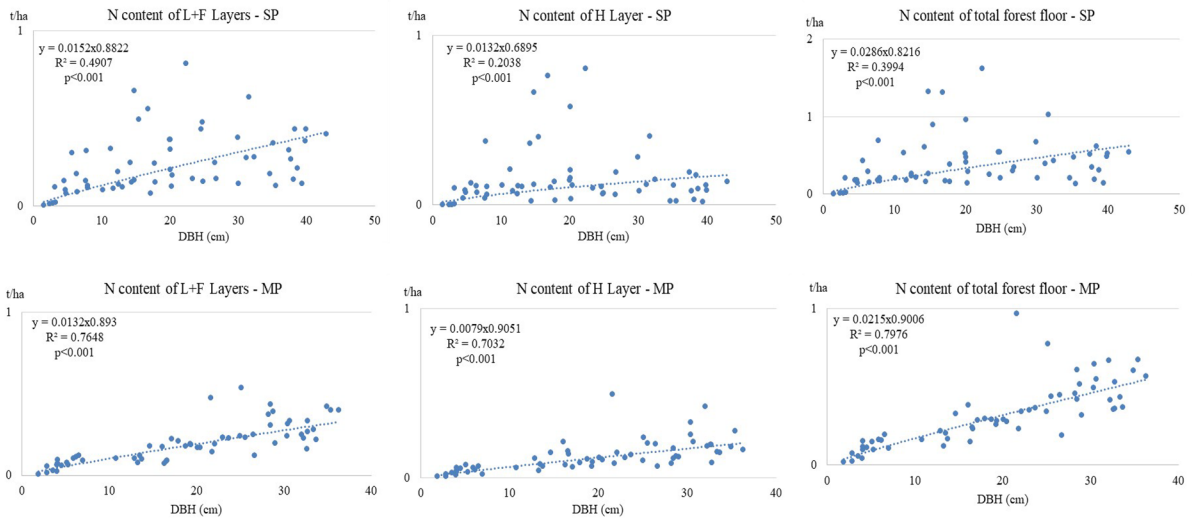 N content of L+F Layers - SP
t/ha
1
y = 0.0152x0.8822
R² = 0.4907
p<0.001
0
0 10 20 30 40 50
DBH (cm)
N content of H Layer - SP
t/ha
1
y = 0.0132x0.6895
R² = 0.2038
p<0.001
0
0 10 20 30 40 50
DBH (cm)
N content of total forest floor - SP
t/ha
2
y = 0.0286x0.8216
R² = 0.3994
p<0.001
1
0
0 10 20 30 40 50
DBH (cm)
N content of L+F Layers - MP
t/ha
1
y = 0.0132x0.893
R² = 0.7648
p<0.001
0
0 10 20 30 40
DBH (cm)
N content of H Layer - MP
t/ha
1
y = 0.0079x0.9051
R² = 0.7032
p<0.001
0
0 10 20 30 40
DBH (cm)
N content of total forest floor - MP
t/ha
1
y = 0.0215x0.9006
R² = 0.7976
p<0.001
0
0 10 20 30 40
DBH (cm)